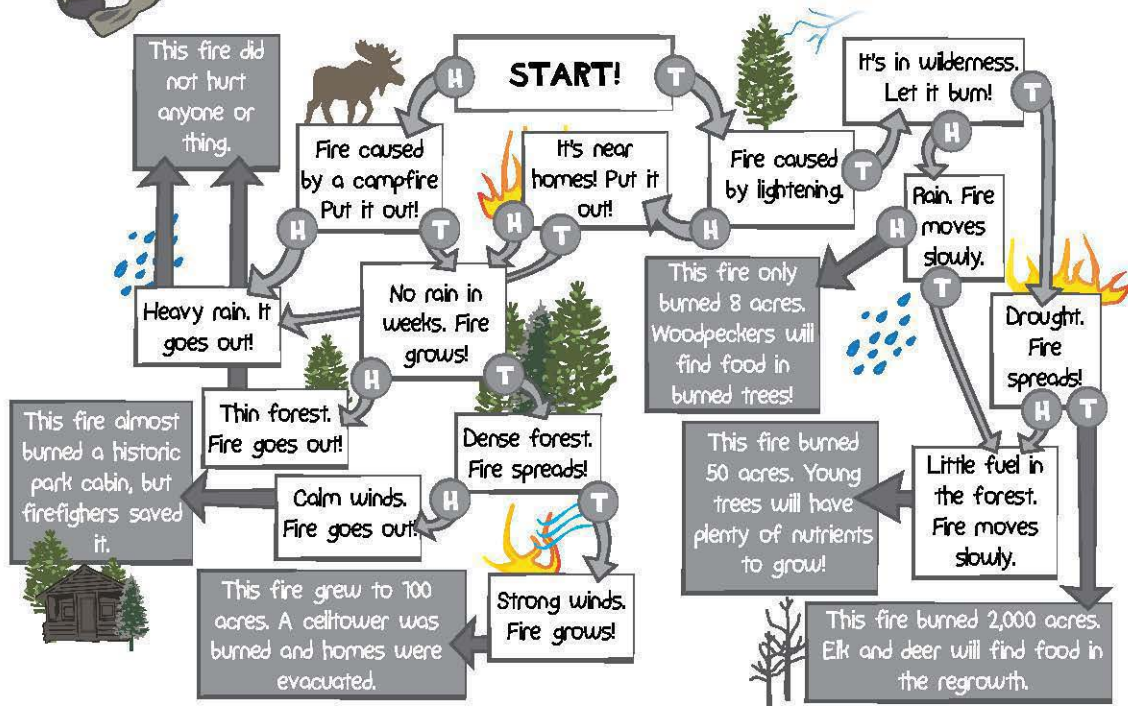 START!
H
T
This fire did
not hurt
anyone or
thing.
Fire caused
by a campfire
Put it out!
H
T
It's near
homes! Put it
out!
H
T
Fire caused
by lightening.
H
T
It's in wilderness.
Let it burn!
H
T
Rain. Fire
moves
slowly.
H
T
Heavy rain. It
goes out!
No rain in
weeks. Fire
grows!
H
T
This fire only
burned 8 acres.
Woodpeckers will
find food in
burned trees!
Drought.
Fire
spreads!
H
T
Thin forest.
Fire goes out!
Dense forest.
Fire spreads!
H
T
This fire almost
burned a historic
park cabin, but
firefighers saved
it.
Calm winds.
Fire goes out!
This fire burned
50 acres. Young
trees will have
plenty of nutrients
to grow!
Little fuel in
the forest.
Fire moves
slowly.
This fire grew to 100
acres. A celltower was
burned and homes were
evacuated.
Strong winds.
Fire grows!
This fire burned 2,000 acres.
Elk and deer will find food in
the regrowth.